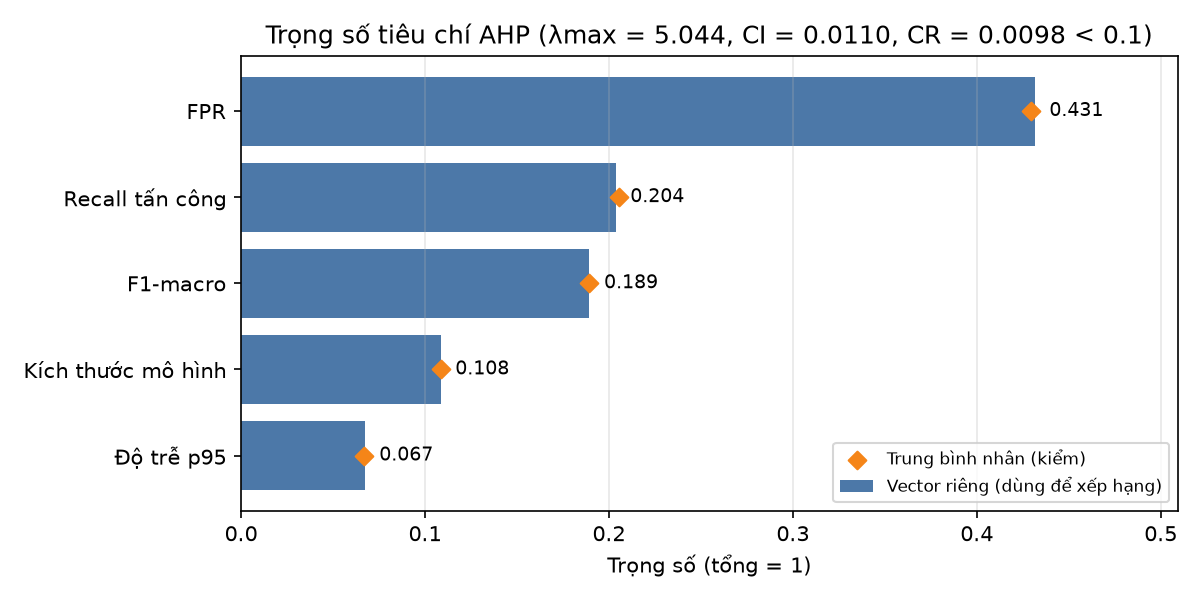 Trọng số tiêu chí AHP (λmax = 5.044, CI = 0.0110, CR = 0.0098 < 0.1)
FPR
0.431
Recall tấn công
0.204
F1-macro
0.189
Kích thước mô hình
0.108
Độ trễ p95
0.067
Trung bình nhân (kiểm)
Vector riêng (dùng để xếp hạng)
0.0 0.1 0.2 0.3 0.4 0.5
Trọng số (tổng = 1)